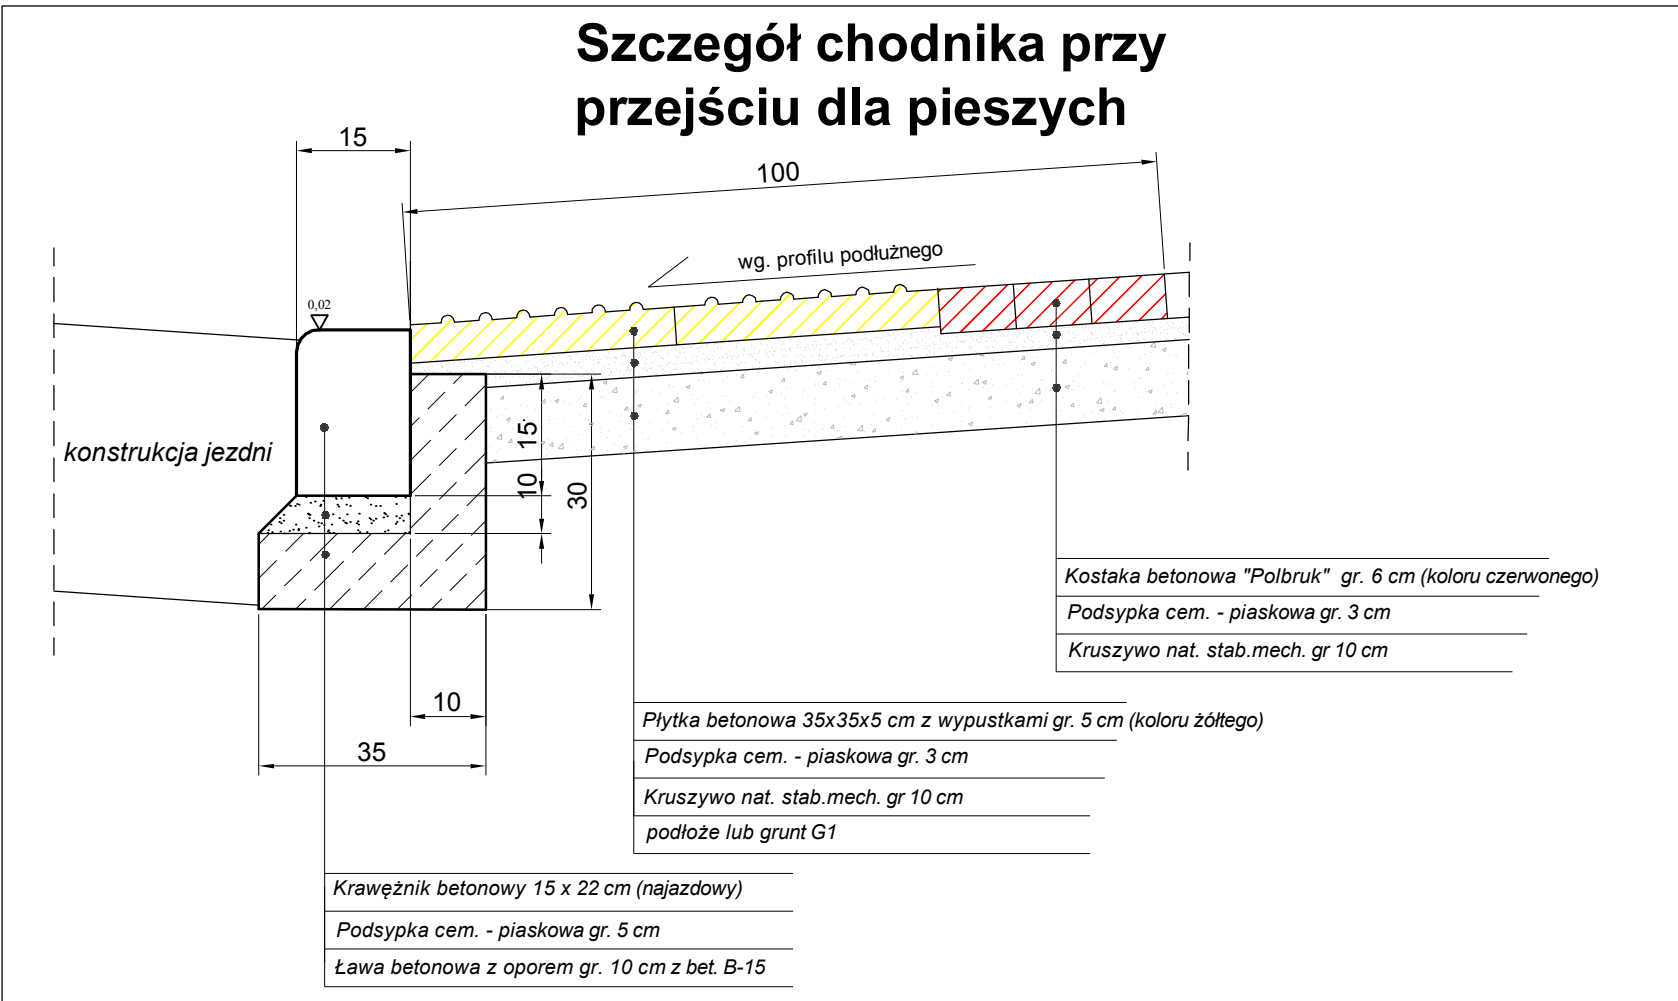 Szczegół chodnika przy
przejściu dla pieszych
15
100
wg. profilu podłużnego
0,02
konstrukcja jezdni
15
10
30
10
35
Kostaka betonowa "Polbruk" gr. 6 cm (koloru czerwonego)
Podsypka cem. - piaskowa gr. 3 cm
Kruszywo nat. stab.mech. gr 10 cm
Płytka betonowa 35x35x5 cm z wypustkami gr. 5 cm (koloru żółtego)
Podsypka cem. - piaskowa gr. 3 cm
Kruszywo nat. stab.mech. gr 10 cm
podłoże lub grunt G1
Krawężnik betonowy 15 x 22 cm (najazdowy)
Podsypka cem. - piaskowa gr. 5 cm
Ława betonowa z oporem gr. 10 cm z bet. B-15